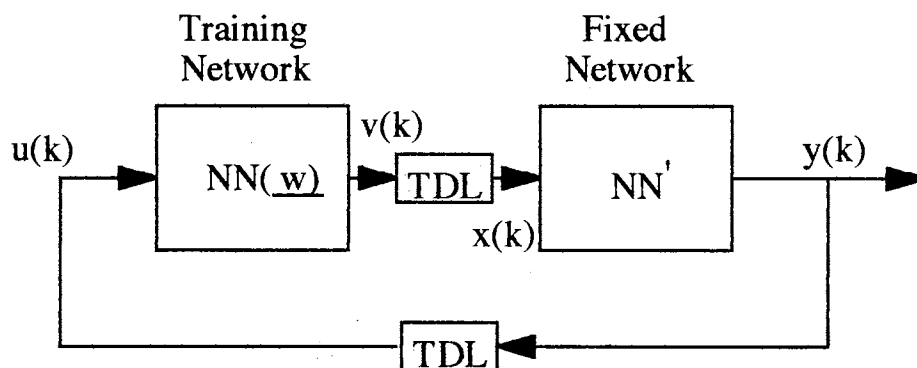 Training
Network
Fixed
Network
u(k)
NN(w)
v(k)
TDL
x(k)
NN'
y(k)
TDL